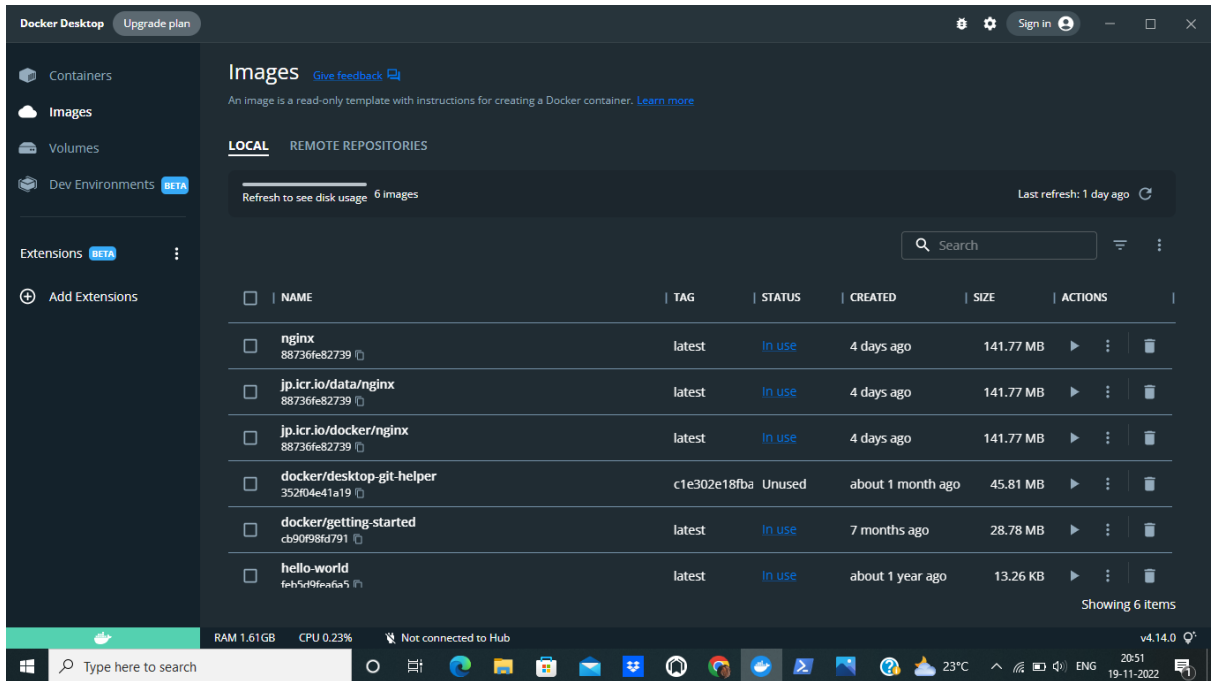 Docker Desktop Upgrade plan Sign in
Containers
Images
Volumes
Dev Environments BETA
Extensions BETA
Add Extensions
Images Give feedback
An image is a read-only template with instructions for creating a Docker container. Learn more
LOCAL REMOTE REPOSITORIES
Refresh to see disk usage 6 images Last refresh: 1 day ago
Search
NAME TAG STATUS CREATED SIZE ACTIONS
nginx
88736fe82739
latest In use 4 days ago 141.77 MB
jp.icr.io/data/nginx
88736fe82739
latest In use 4 days ago 141.77 MB
jp.icr.io/docker/nginx
88736fe82739
latest In use 4 days ago 141.77 MB
docker/desktop-git-helper
352f04e41a19
c1e302e18fba Unused about 1 month ago 45.81 MB
docker/getting-started
cb90f98fd791
latest In use 7 months ago 28.78 MB
hello-world
feb5d9fea6a5
latest In use about 1 year ago 13.26 KB
Showing 6 items
RAM 1.61GB CPU 0.23% Not connected to Hub v4.14.0
Type here to search 23°C ENG 20:51
19-11-2022